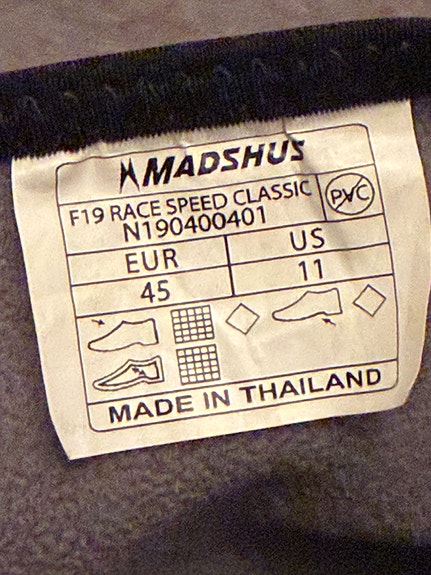 MADSHUS
F19 RACE SPEED CLASSIC
N190400401
PVC
EUR US
45 11
MADE IN THAILAND